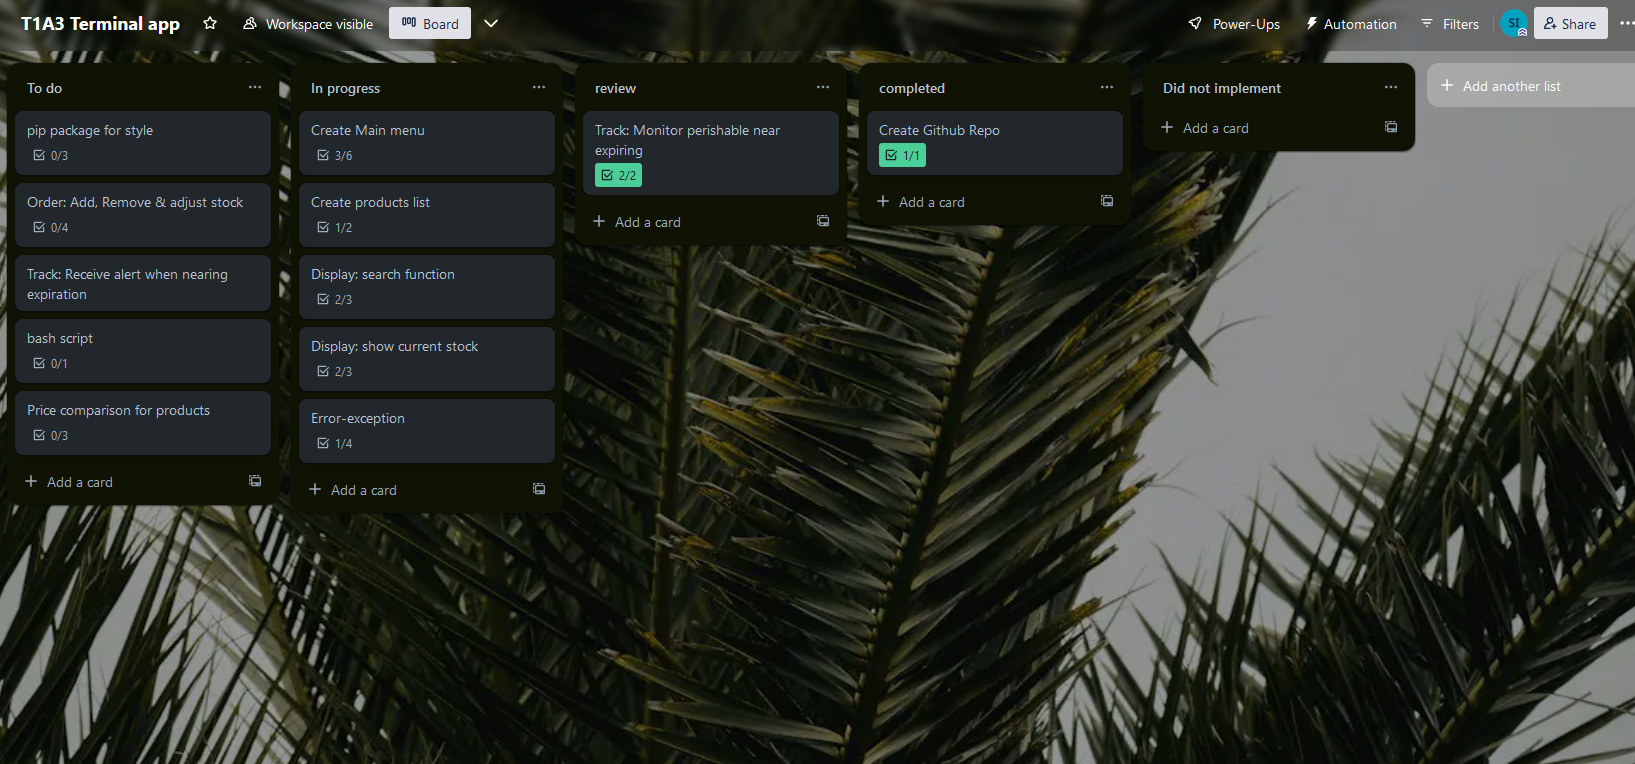 T1A3 Terminal app
Workspace visible
Board
Power-Ups
Automation
Filters
SI
Share
To do
pip package for style
0/3
Order: Add, Remove & adjust stock
0/4
Track: Receive alert when nearing
expiration
bash script
0/1
Price comparison for products
0/3
Add a card
In progress
Create Main menu
3/6
Create products list
1/2
Display: search function
2/3
Display: show current stock
2/3
Error-exception
1/4
Add a card
review
Track: Monitor perishable near
expiring
2/2
Add a card
completed
Create Github Repo
1/1
Add a card
Did not implement
Add a card
Add another list